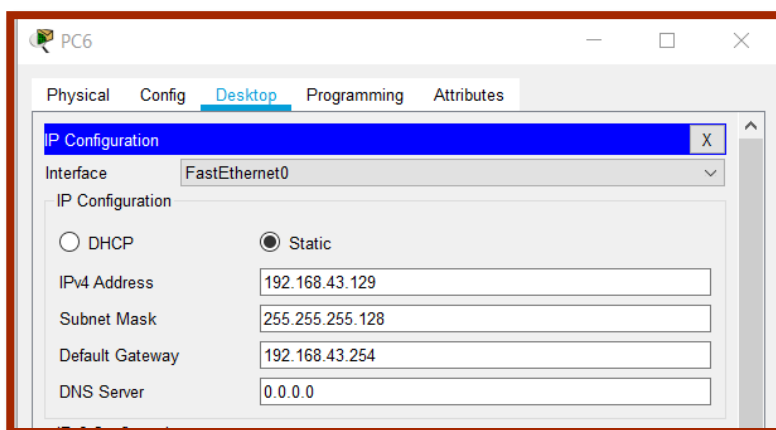 PC6
Physical Config Desktop Programming Attributes
IP Configuration X
Interface FastEthernet0
IP Configuration
DHCP Static
IPv4 Address 192.168.43.129
Subnet Mask 255.255.255.128
Default Gateway 192.168.43.254
DNS Server 0.0.0.0